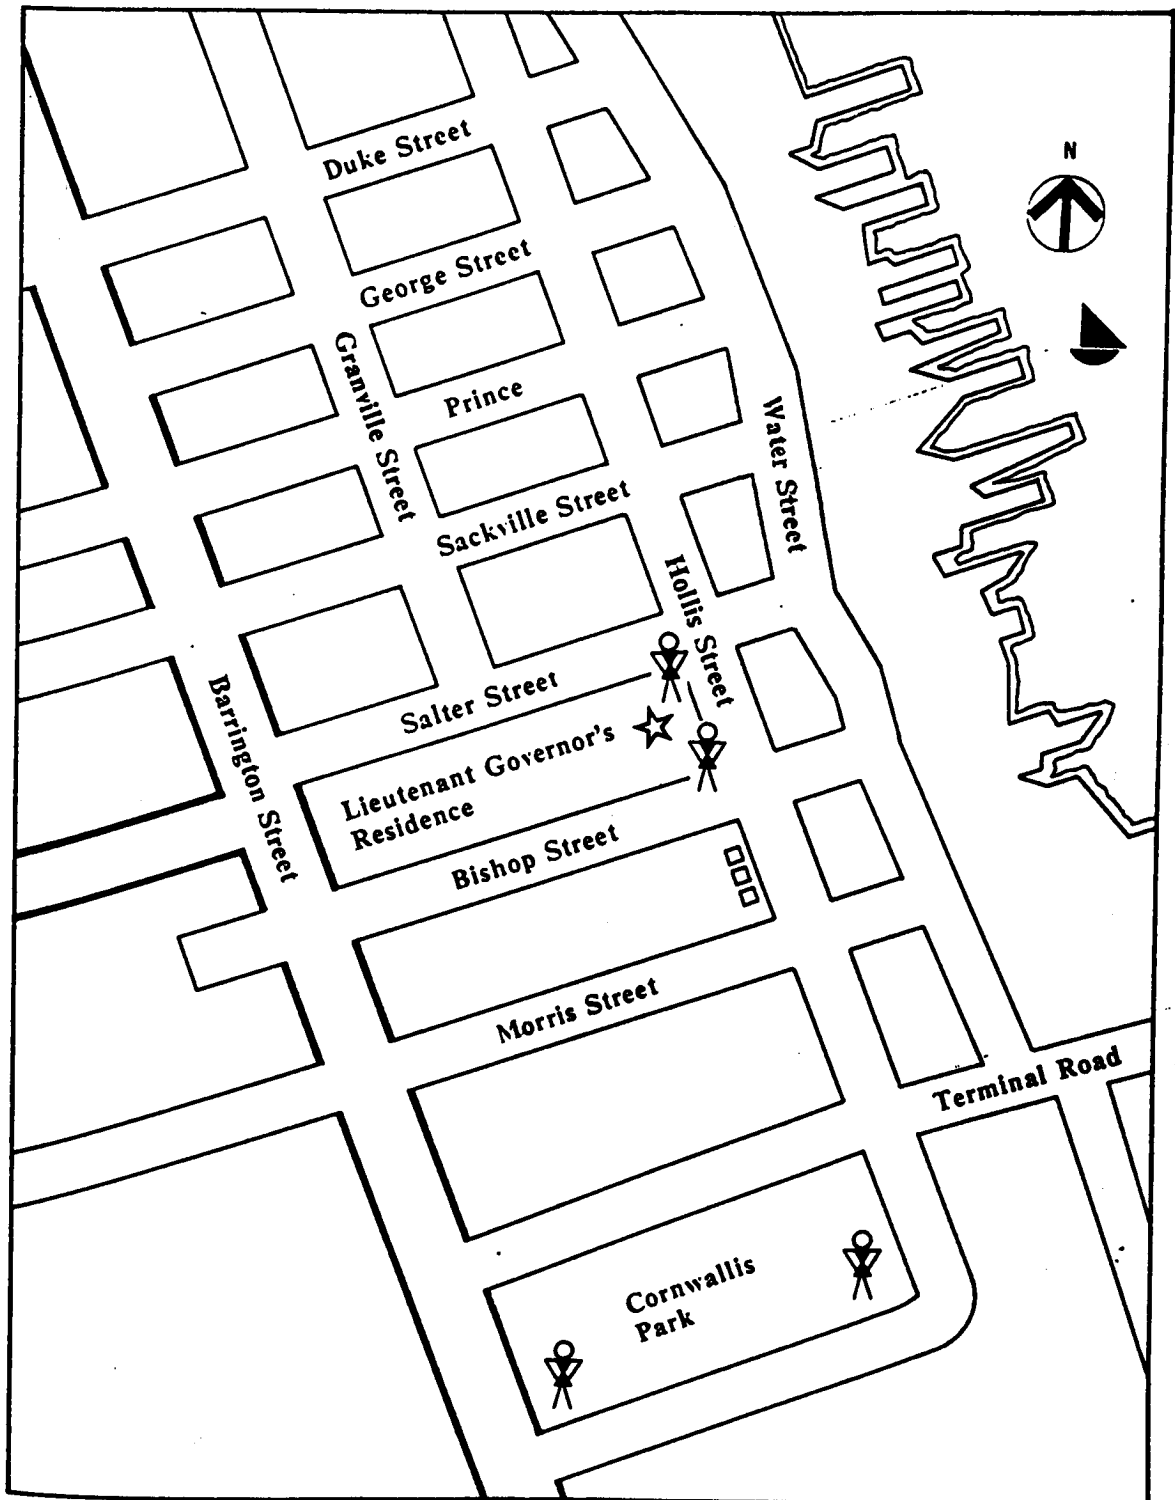 N
Duke Street
George Street
Granville Street
Prince
Water Street
Sackville Street
Hollis Street
Salter Street
Barrington Street
Lieutenant Governor's
Residence
Bishop Street
Morris Street
Terminal Road
Cornwallis
Park